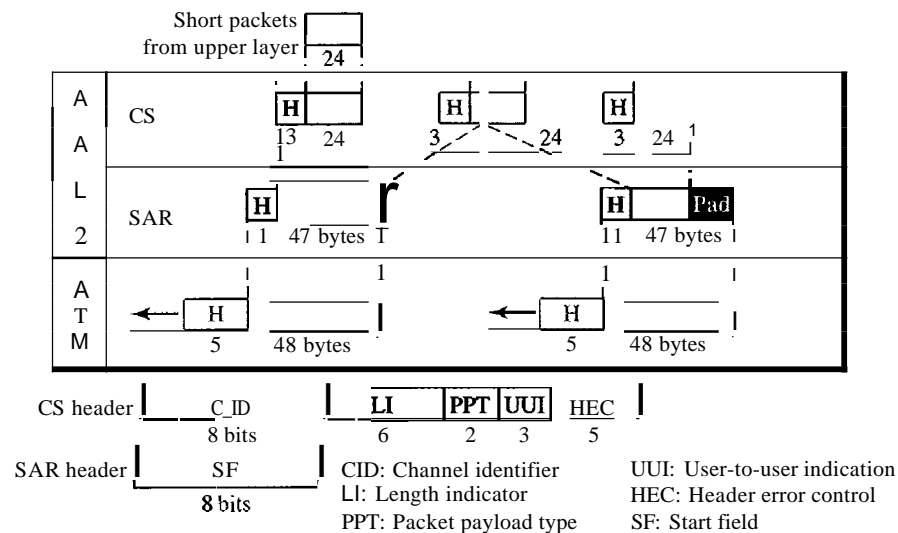 Short packets
from upper layer
24
A
A
L
2
CS
H
H
H
13 24
3 24
3 24 1
1
SAR
H
r
H
Pad
1 47 bytes T
11 47 bytes
1
1
A
T
M
H
H
5 48 bytes
5 48 bytes
CS header
C_ID
LI
PPT
UUI
HEC
8 bits
6
2
3
5
SAR header
SF
8 bits
CID: Channel identifier
LI: Length indicator
PPT: Packet payload type
UUI: User-to-user indication
HEC: Header error control
SF: Start field